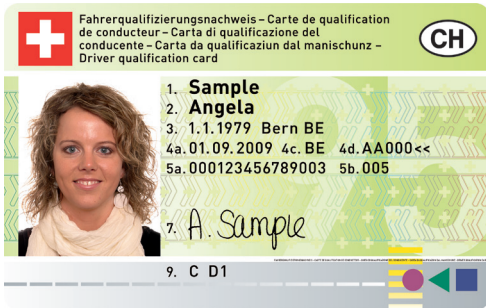 Fahrerqualifizierungsnachweis – Carte de qualification
de conducteur – Carta di qualificazione del
conducente – Carta da qualificaziun dal manischunz –
Driver qualification card
CH
1. Sample
2. Angela
3. 1.1.1979 Bern BE
4a. 01.09.2009 4c. BE 4d. AA000<<
5a. 000123456789003 5b. 005
7. A. Sample
9. C D1